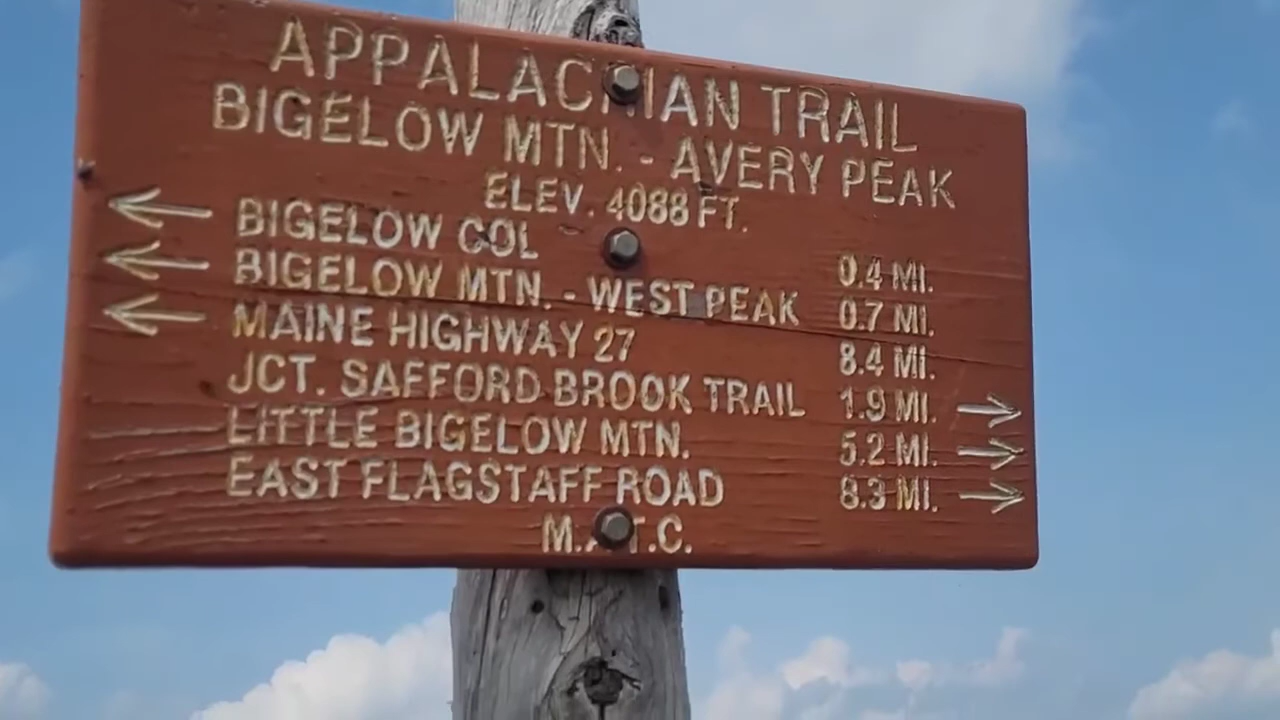 APPALACHIAN TRAIL
BIGELOW MTN. - AVERY PEAK
ELEV. 4088 FT.
BIGELOW COL 0.4 MI.
BIGELOW MTN. - WEST PEAK 0.7 MI.
MAINE HIGHWAY 27 8.4 MI.
JCT. SAFFORD BROOK TRAIL 1.9 MI.
LITTLE BIGELOW MTN. 5.2 MI.
EAST FLAGSTAFF ROAD 8.3 MI.
M.A.T.C.